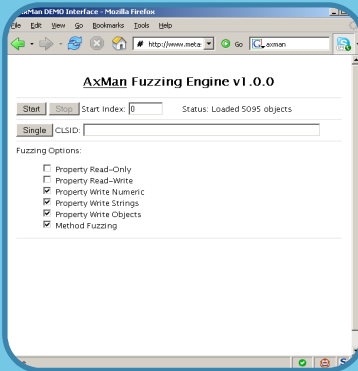 AxMan DEMO Interface - Mozilla Firefox
File Edit View Go Bookmarks Tools Help
# http://www.meta Go axman
AxMan Fuzzing Engine v1.0.0
Start Stop Start Index: 0 Status: Loaded 5095 objects
Single CLSID:
Fuzzing Options:
Property Read-Only
Property Read-Write
Property Write Numeric
Property Write Strings
Property Write Objects
Method Fuzzing